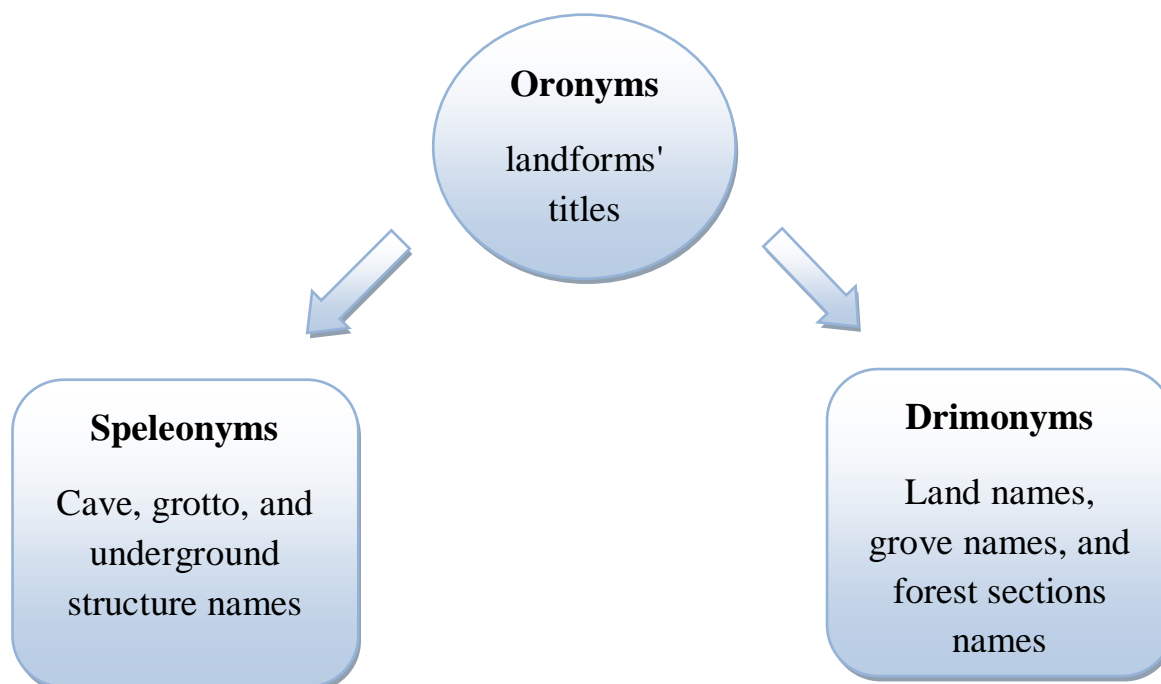 Oronyms
landforms'
titles
Speleonyms
Cave, grotto, and
underground
structure names
Drimonyms
Land names,
grove names, and
forest sections
names